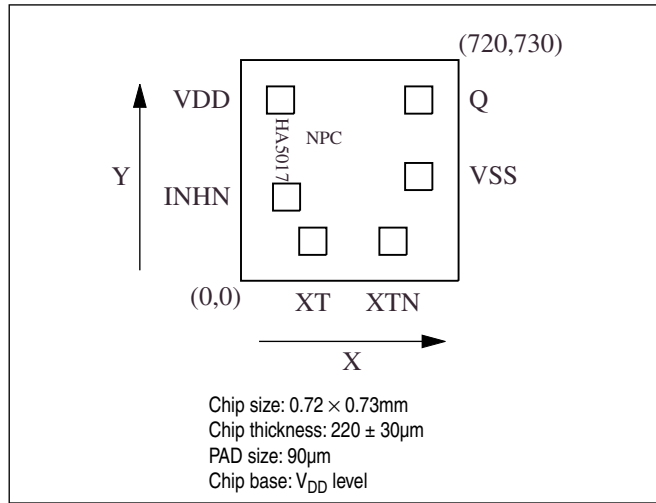 (720,730)
VDD
Q
HA5017
NPC
Y
VSS
INHN
(0,0)
XT
XTN
X
Chip size: 0.72 × 0.73mm
Chip thickness: 220 ± 30µm
PAD size: 90µm
Chip base: VDD level